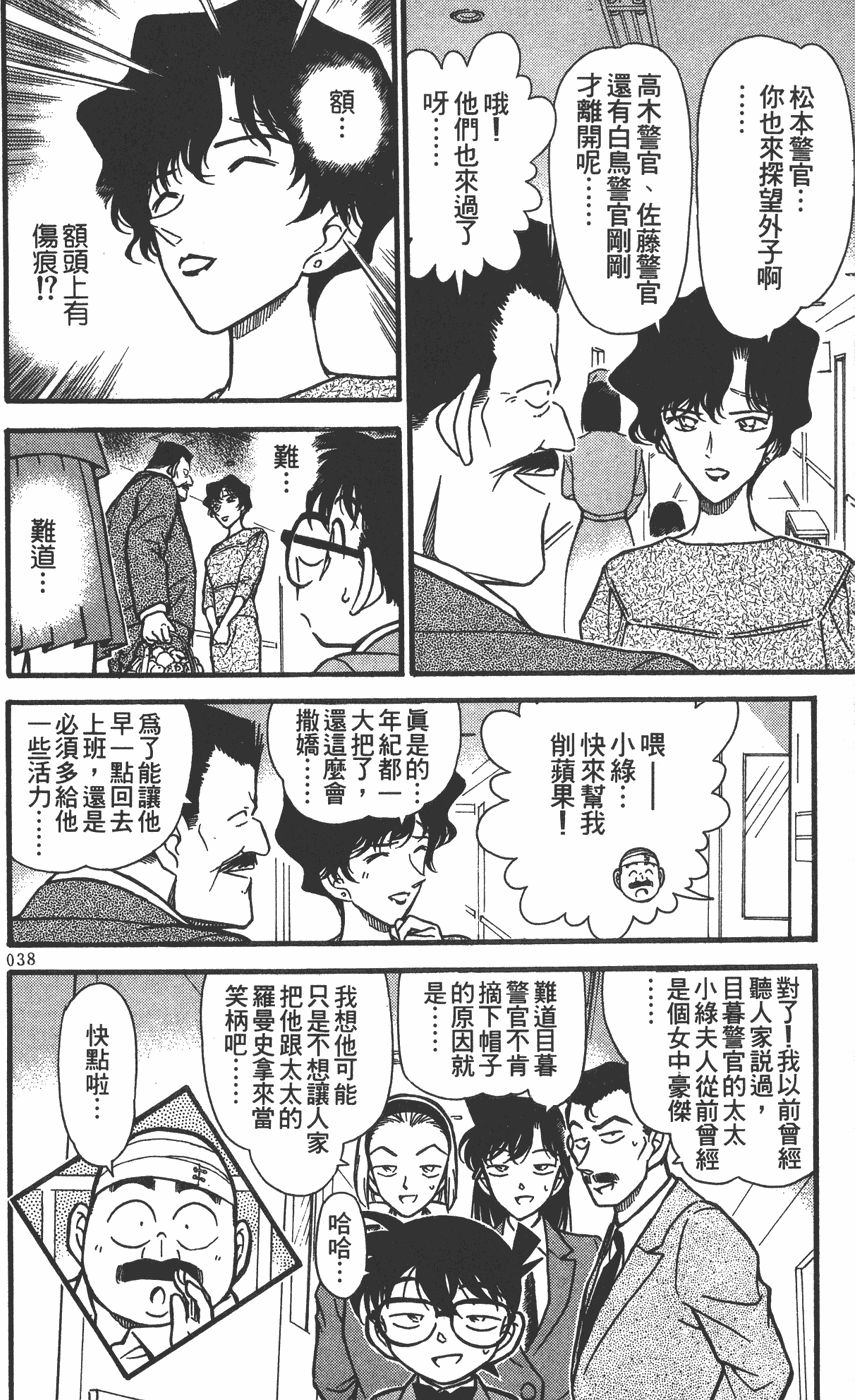 松本警官…
你也來探望外子啊
……
高木警官、佐藤警官
還有白鳥警官剛剛
才離開呢……
哦！
他們也來過了
呀……
額…
額頭上有
傷痕!?
難…
難道…
喂——
小綠…
快來幫我
削蘋果！
真是的…
年紀都一
大把了，
還這麼會
撒嬌……
為了能讓他
早一點回去
上班，還是
必須多給他
一些活力……
038
對了！我以前曾經
聽人家說過，
目暮警官的太太
小綠夫人從前曾經
是個女中豪傑
……
難道目暮
警官不肯
摘下帽子
的原因就
是…
我想他可能
只是不想讓人家
把他跟太太的
羅曼史拿來當
笑柄吧……
哈哈…
快點啦…